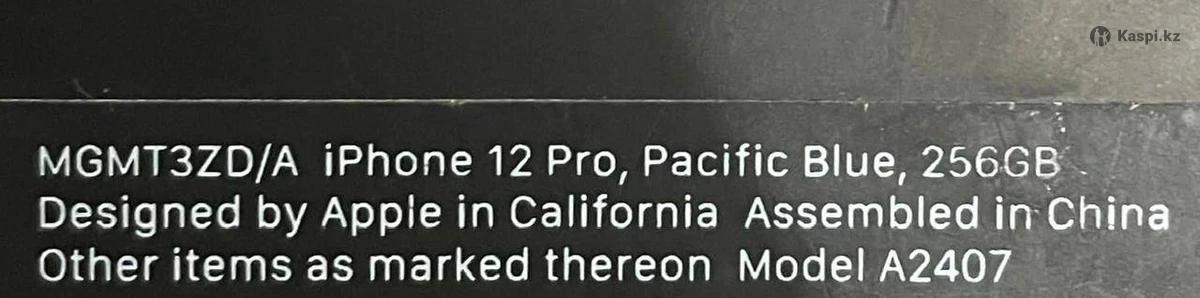 Kaspi.kz
MGMT3ZD/A iPhone 12 Pro, Pacific Blue, 256GB
Designed by Apple in California Assembled in China
Other items as marked thereon Model A2407